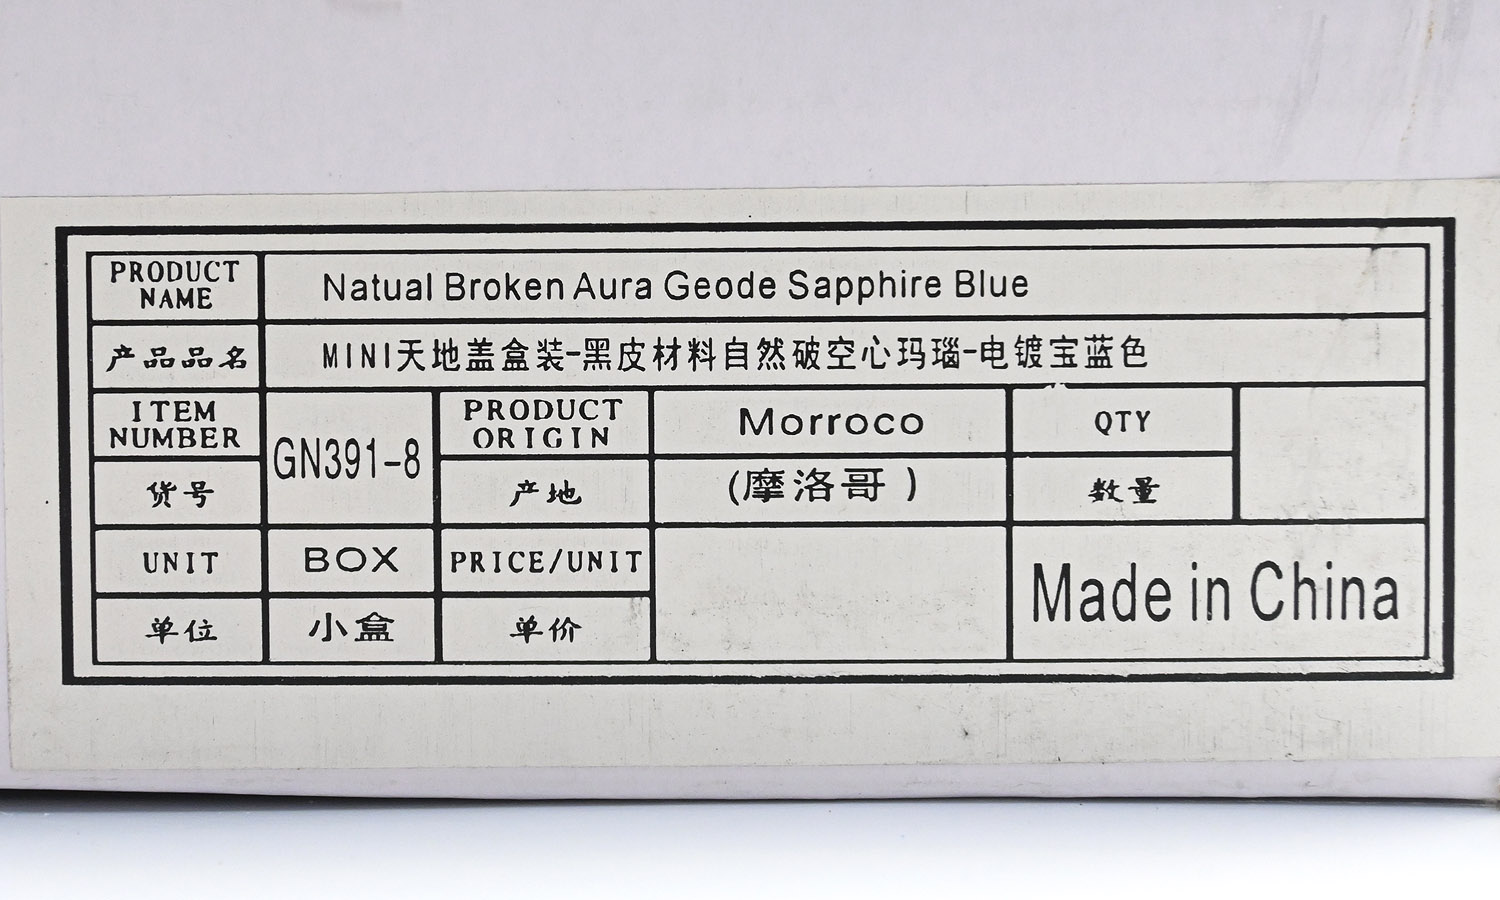 PRODUCT NAME
Natual Broken Aura Geode Sapphire Blue
产品品名
MINI天地盖盒装-黑皮材料自然破空心玛瑙-电镀宝蓝色
ITEM NUMBER
货号
GN391-8
PRODUCT ORIGIN
产地
Morroco
(摩洛哥)
QTY
数量
UNIT
单位
BOX
小盒
PRICE/UNIT
单价
Made in China